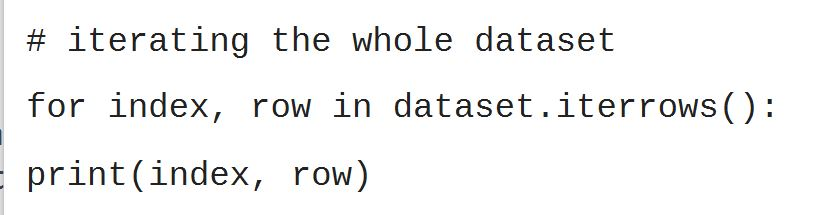 # iterating the whole dataset
for index, row in dataset.iterrows():
print(index, row)